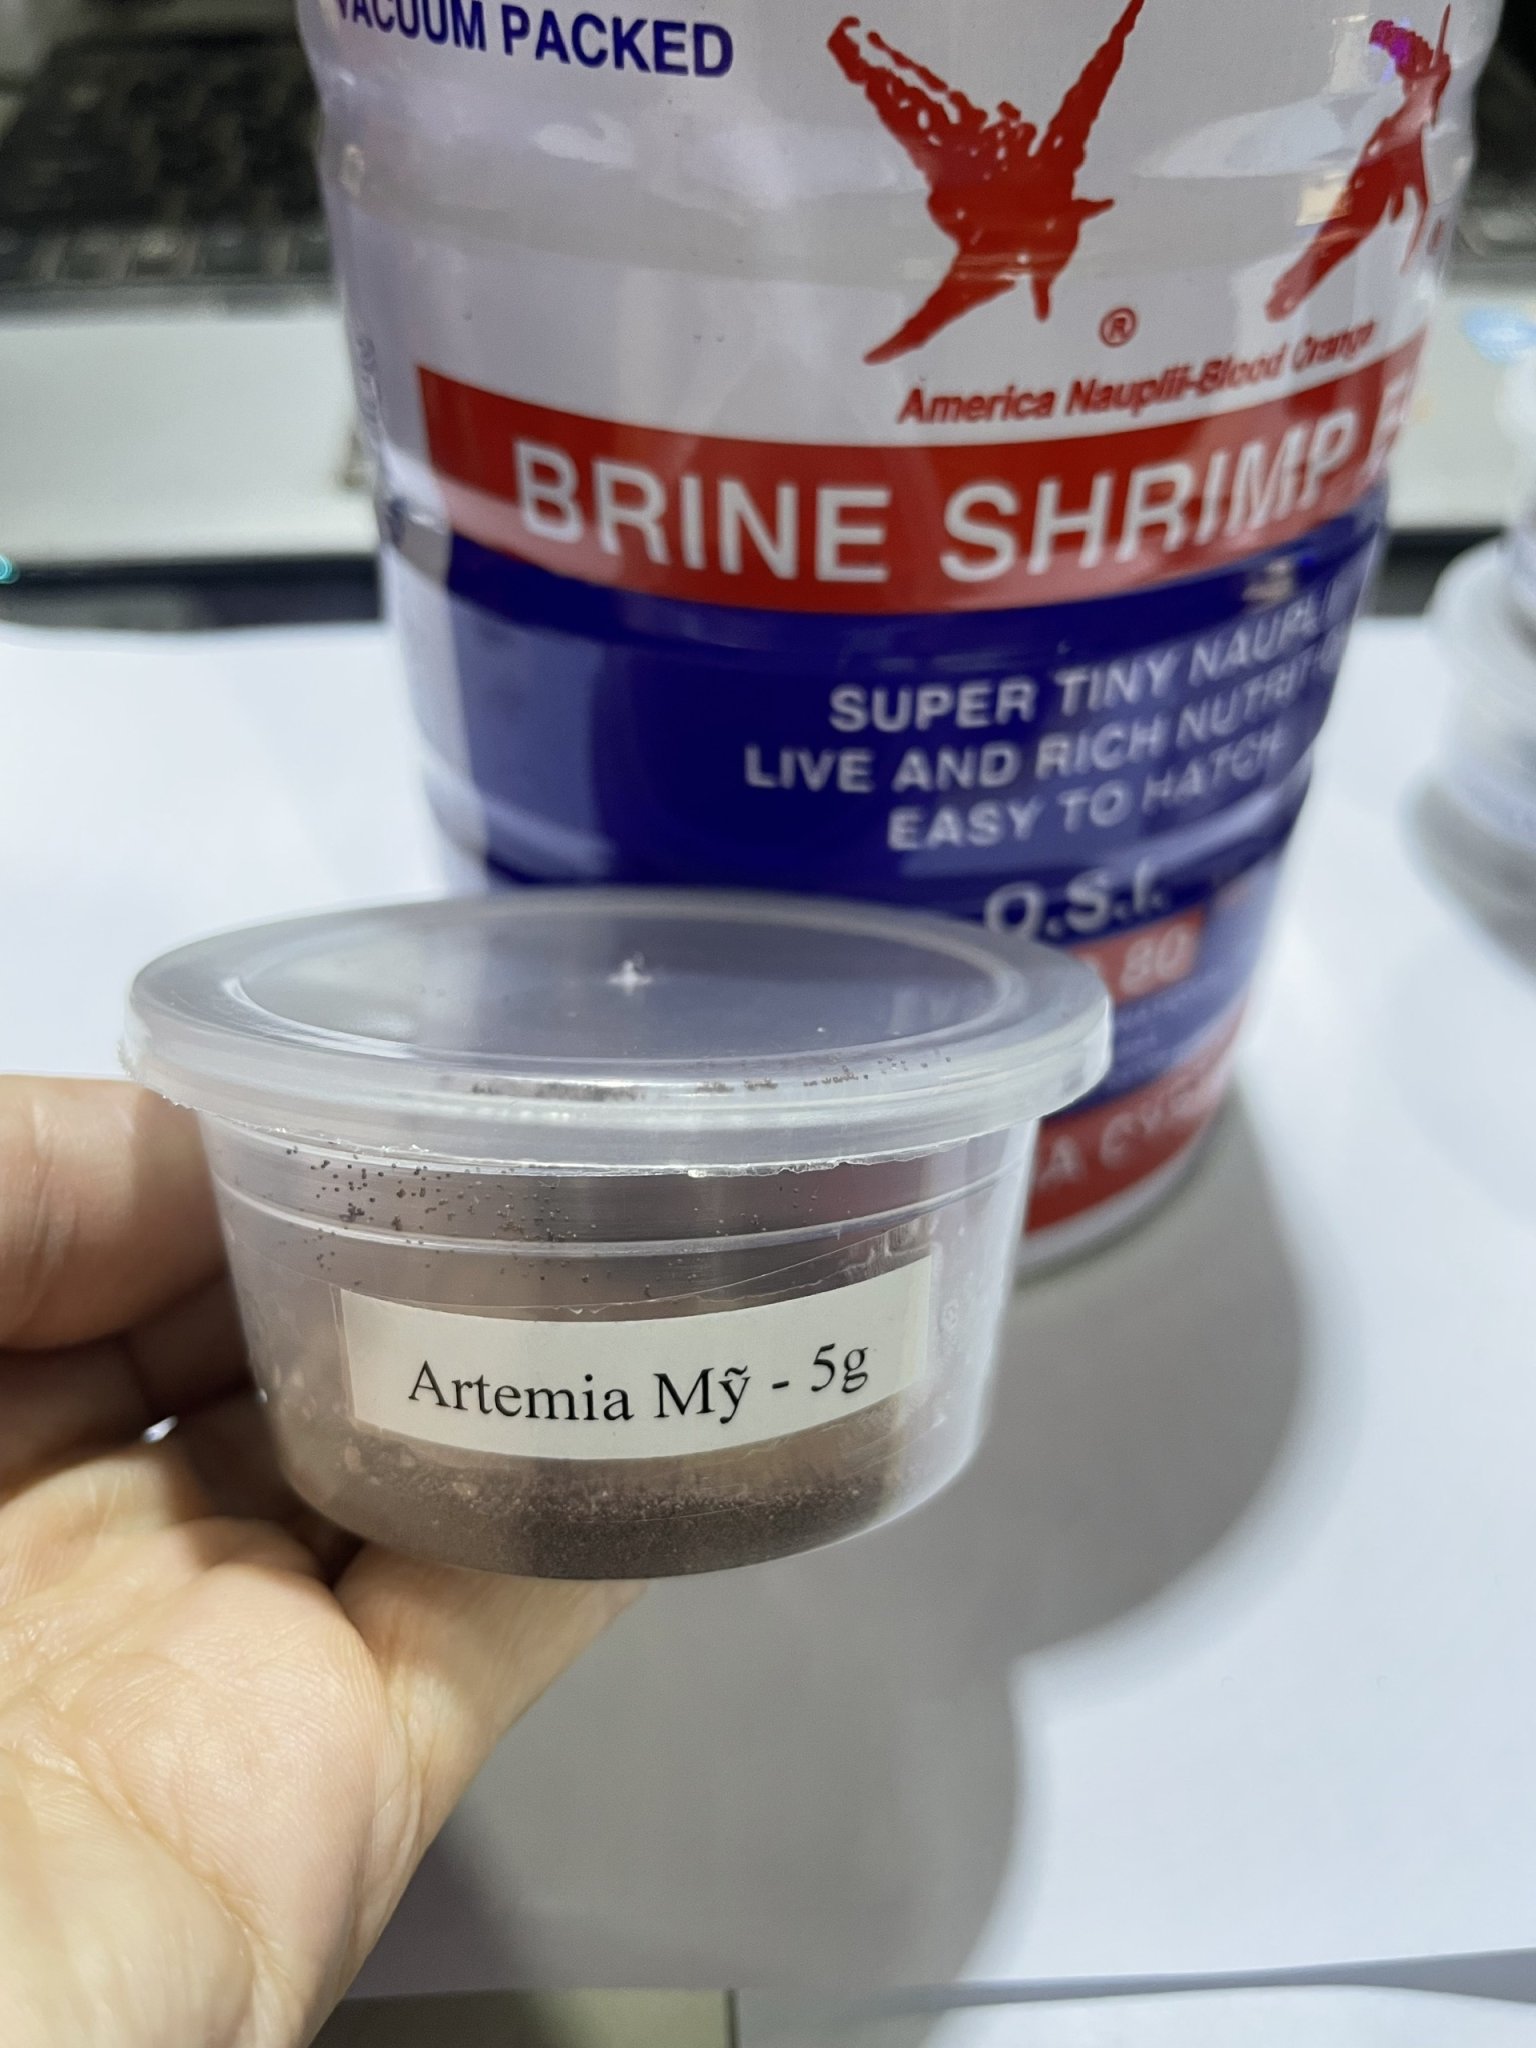 VACUUM PACKED
®
America Nauplii-Blood Orange
BRINE SHRIMP
SUPER TINY
LIVE AND RICH
EASY TO HATCH
O.S.I.
80
Artemia Mỹ - 5g